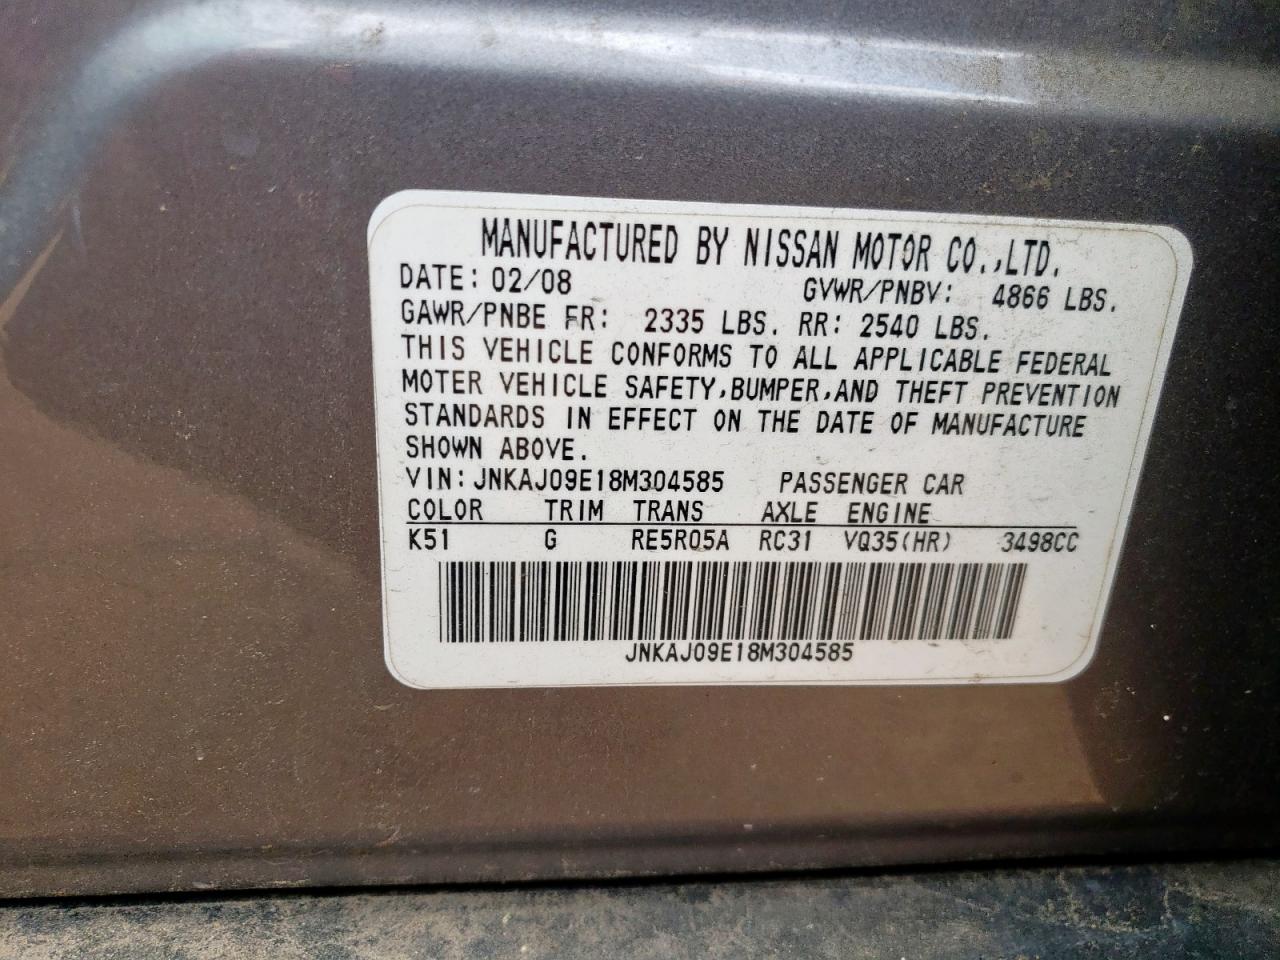 MANUFACTURED BY NISSAN MOTOR CO.,LTD.
DATE: 02/08 GVWR/PNBV: 4866 LBS.
GAWR/PNBE FR: 2335 LBS. RR: 2540 LBS.
THIS VEHICLE CONFORMS TO ALL APPLICABLE FEDERAL
MOTER VEHICLE SAFETY,BUMPER,AND THEFT PREVENTION
STANDARDS IN EFFECT ON THE DATE OF MANUFACTURE
SHOWN ABOVE.
VIN: JNKAJ09E18M304585 PASSENGER CAR
COLOR TRIM TRANS AXLE ENGINE
K51 G RE5R05A RC31 VQ35(HR) 3498CC
JNKAJ09E18M304585